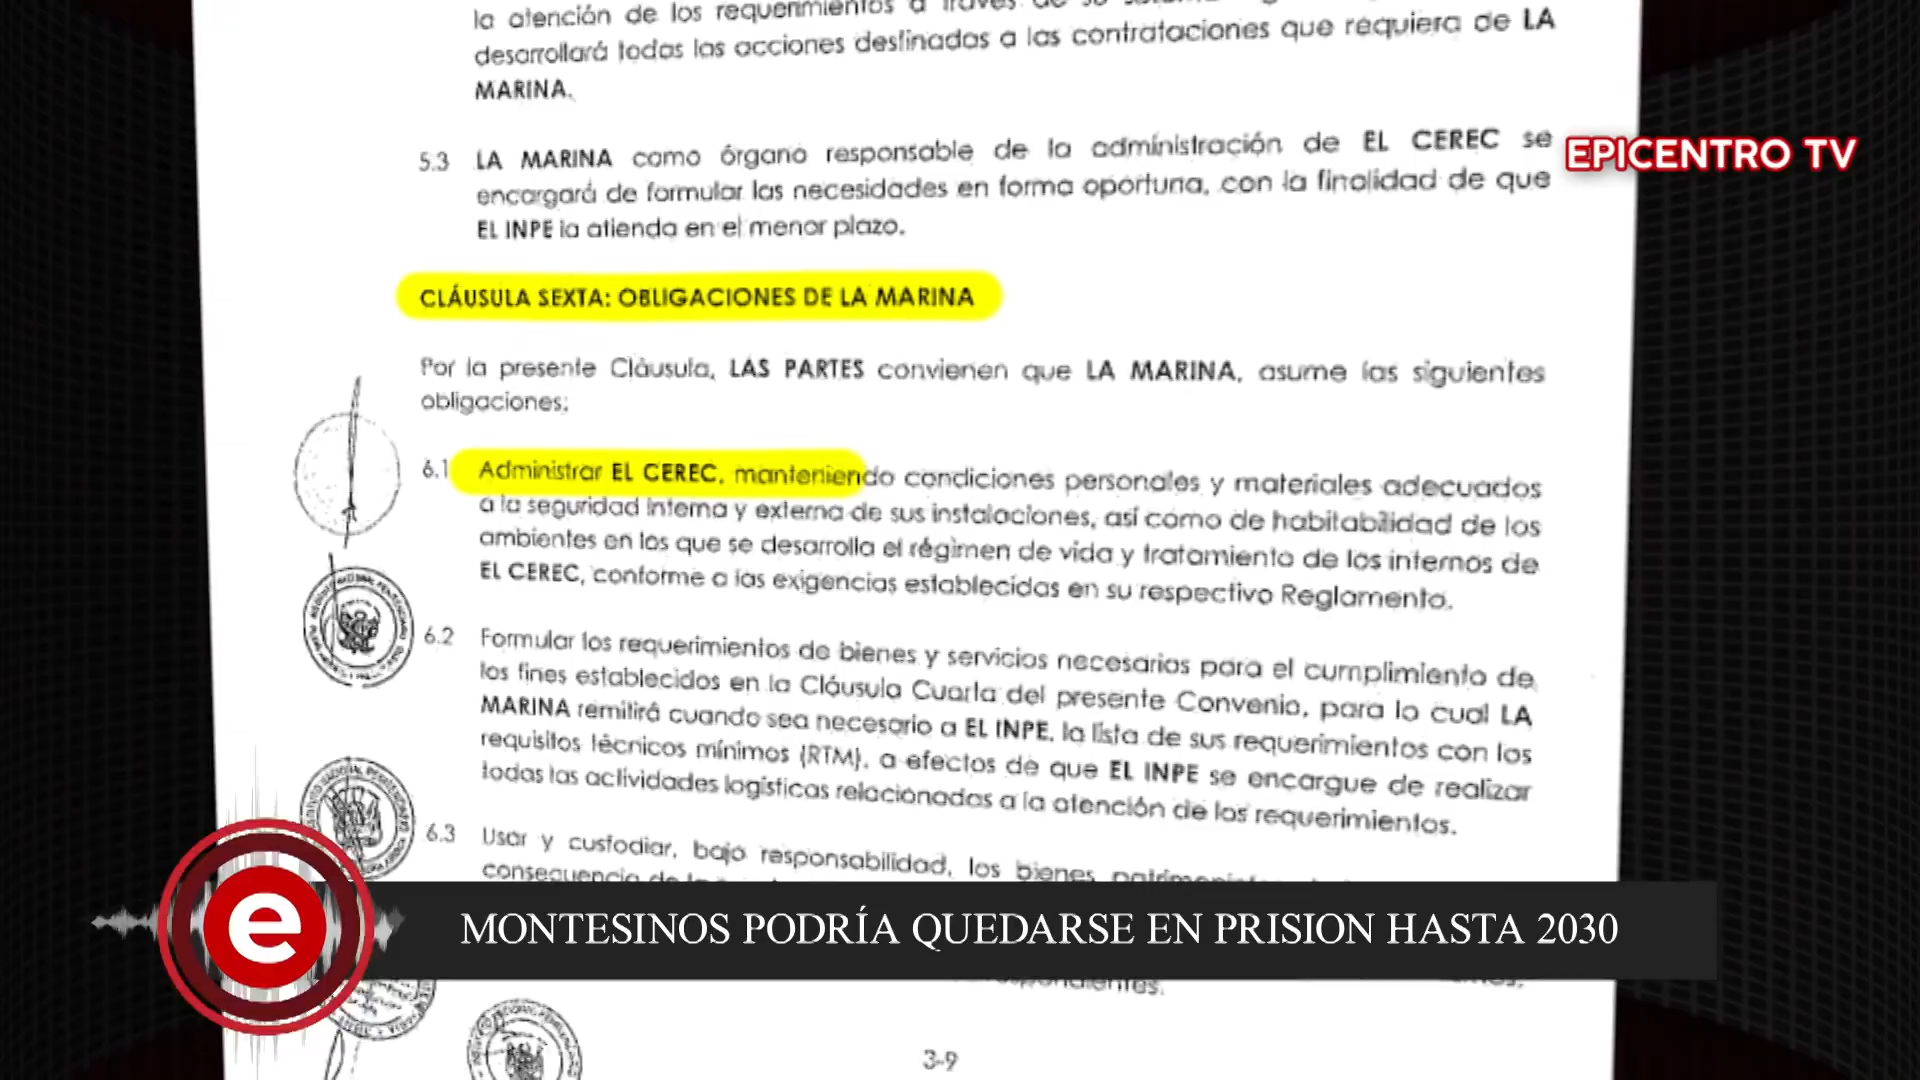 la atención de los requerimientos a través de su
desarrollará todas las acciones destinadas a las contrataciones que requiera de LA
MARINA.
5.3 LA MARINA como órgano responsable de la administración de EL CEREC se
encargará de formular las necesidades en forma oportuna, con la finalidad de que
EL INPE la atienda en el menor plazo.
EPICENTRO TV
CLÁUSULA SEXTA: OBLIGACIONES DE LA MARINA
Por la presente Cláusula, LAS PARTES convienen que LA MARINA, asume las siguientes
obligaciones:
6.1 Administrar EL CEREC, manteniendo condiciones personales y materiales adecuados
a la seguridad interna y externa de sus instalaciones, así como de habitabilidad de los
ambientes en los que se desarrolla el régimen de vida y tratamiento de los internos de
EL CEREC, conforme a las exigencias establecidas en su respectivo Reglamento.
6.2 Formular los requerimientos de bienes y servicios necesarios para el cumplimiento de
los fines establecidos en la Cláusula Cuarta del presente Convenio, para lo cual LA
MARINA remitirá cuando sea necesario a EL INPE, la lista de sus requerimientos con los
requisitos técnicos mínimos (RTM), a efectos de que EL INPE se encargue de realizar
todas las actividades logísticas relacionadas a la atención de los requerimientos.
6.3 Usar y custodiar, bajo responsabilidad, los bienes
consecuencia de
e
MONTESINOS PODRÍA QUEDARSE EN PRISION HASTA 2030
3-9